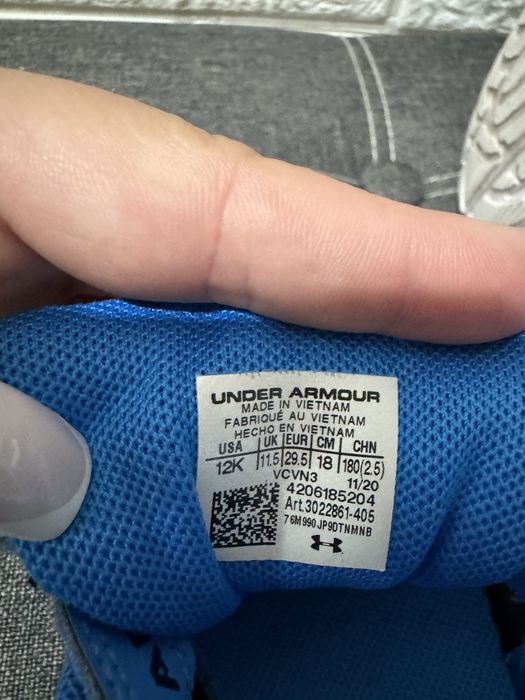 UNDER ARMOUR
MADE IN VIETNAM
FABRIQUÉ AU VIETNAM
HECHO EN VIETNAM
USA UK EUR CM CHN
12K 11.5 29.5 18 180(2.5)
VCVN3 11/20
4206185204
Art.3022861-405
76M990JP9DTNMNB